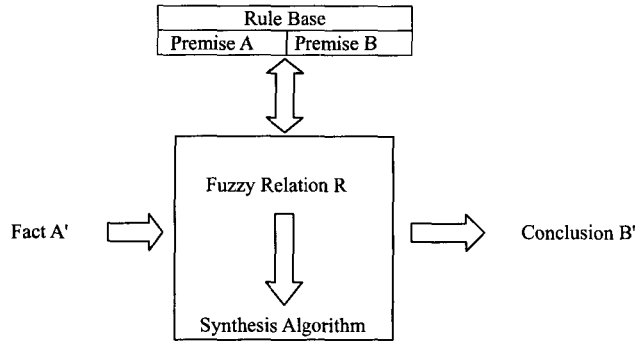 Rule Base
Premise A Premise B
Fuzzy Relation R
Fact A'
Conclusion B'
Synthesis Algorithm